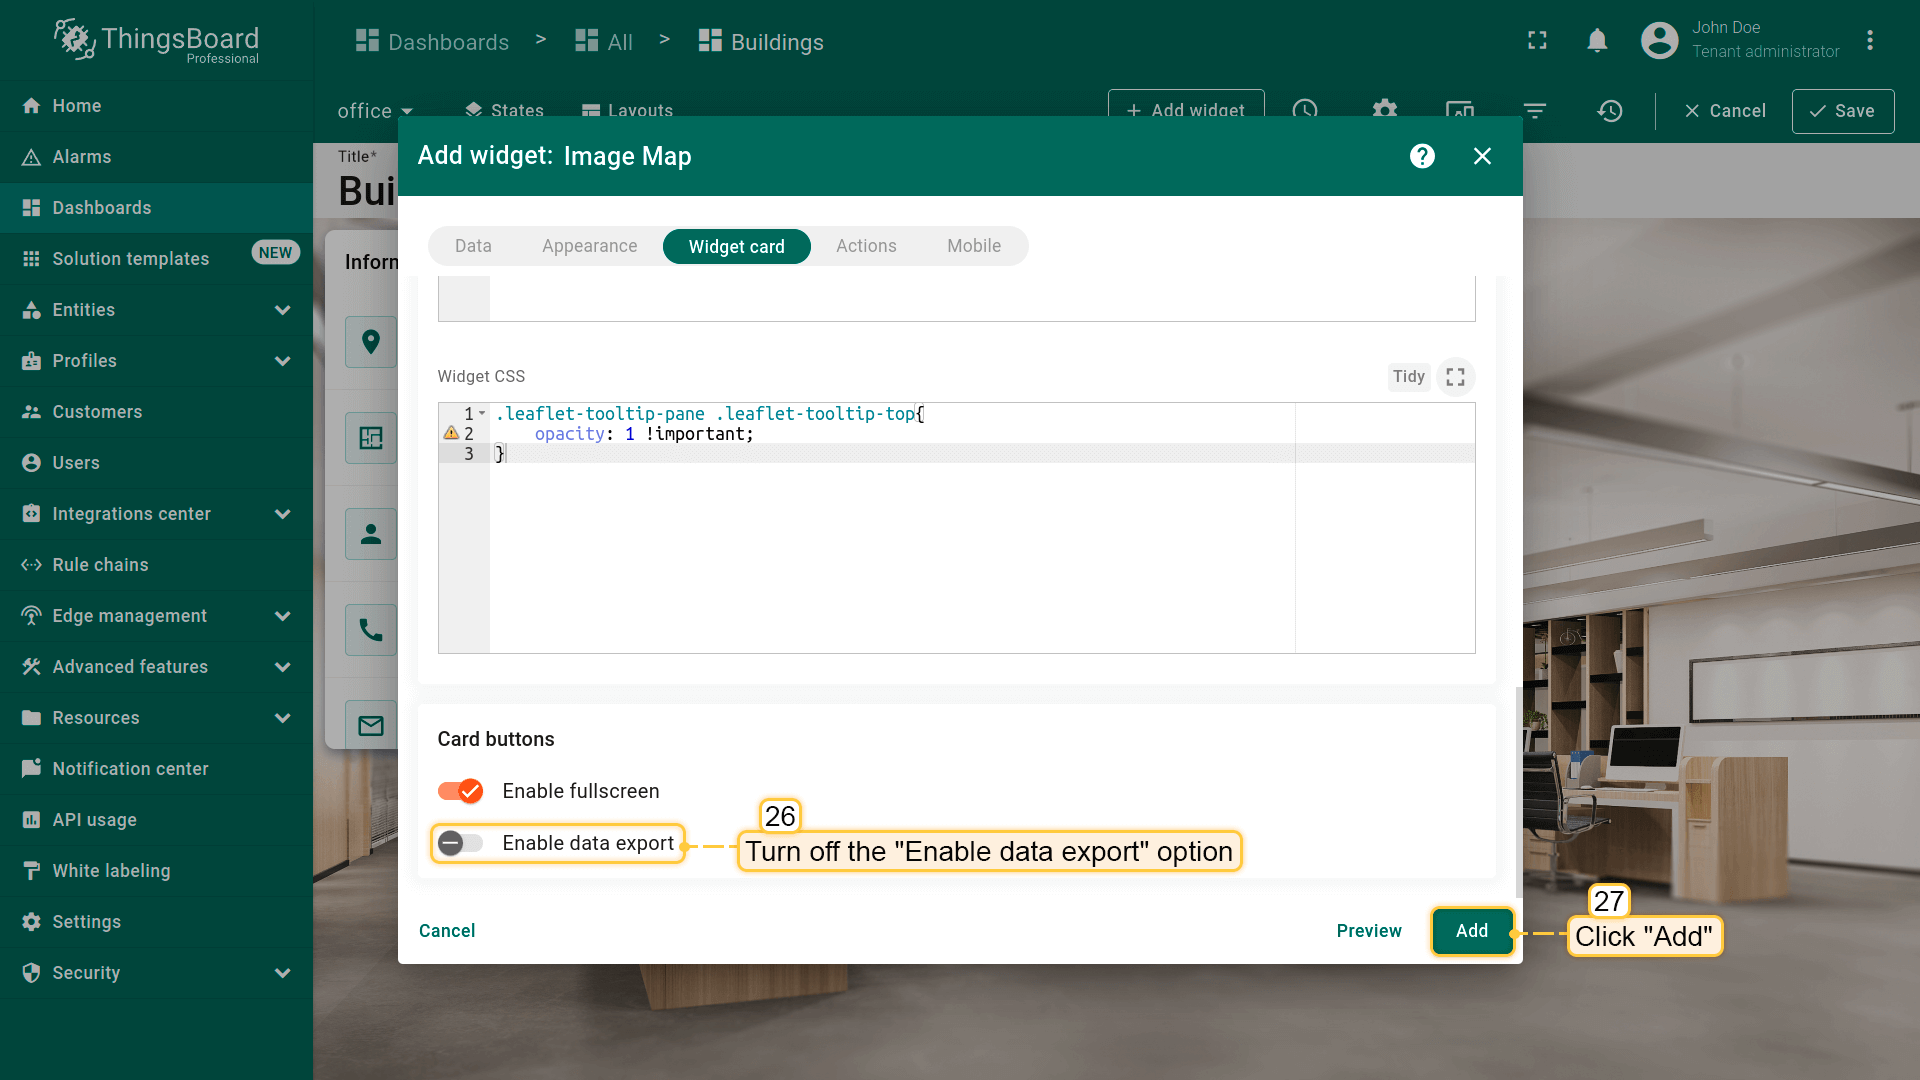 ThingsBoard
Professional
Dashboards > All > Buildings
John Doe
Tenant administrator
Home
Alarms
Dashboards
Solution templates NEW
Entities
Profiles
Customers
Users
Integrations center
Rule chains
Edge management
Advanced features
Resources
Notification center
API usage
White labeling
Settings
Security
office States Layouts + Add widget Cancel Save
Title*
Bui
Inform
Add widget: Image Map
Data Appearance Widget card Actions Mobile
Widget CSS Tidy
1 .leaflet-tooltip-pane .leaflet-tooltip-top{
2 opacity: 1 !important;
3 }
Card buttons
Enable fullscreen
Enable data export
26
Turn off the "Enable data export" option
Cancel Preview Add
27
Click "Add"